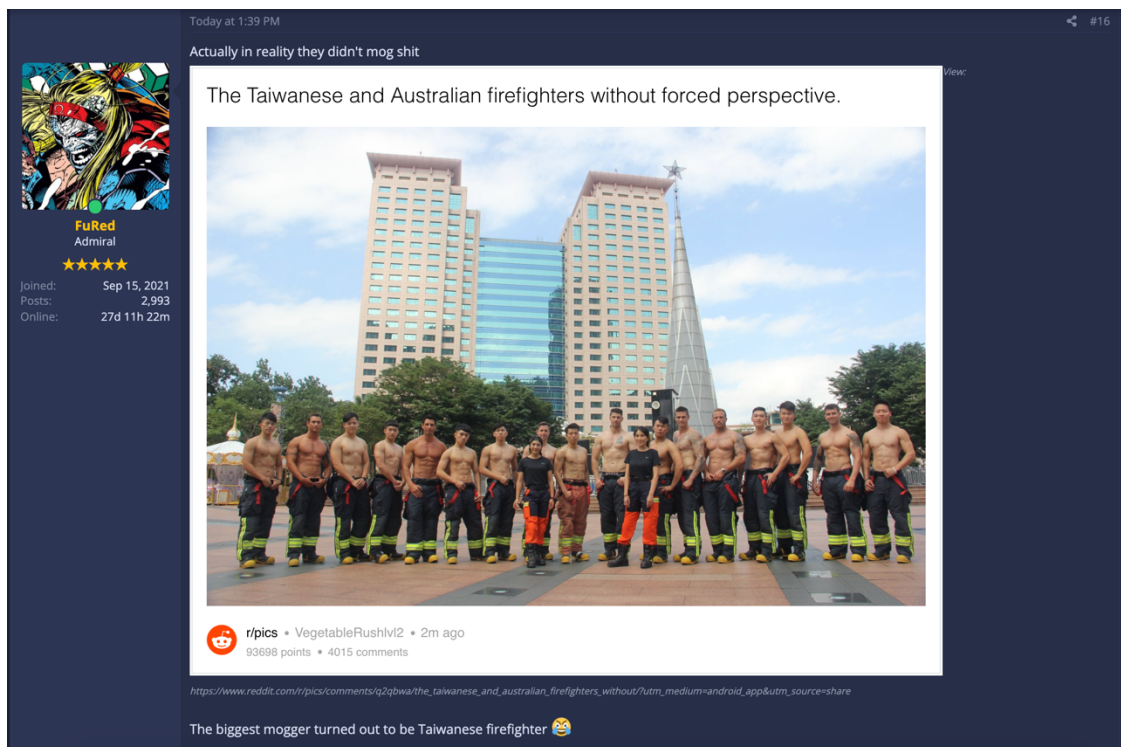 Today at 1:39 PM
#16
Actually in reality they didn't mog shit
View:
The Taiwanese and Australian firefighters without forced perspective.
FuRed
Admiral
Joined: Sep 15, 2021
Posts: 2,993
Online: 27d 11h 22m
r/pics • VegetableRushlvl2 • 2m ago
93698 points • 4015 comments
https://www.reddit.com/r/pics/comments/q2qbwa/the_taiwanese_and_australian_firefighters_without/?utm_medium=android_app&utm_source=share
The biggest mogger turned out to be Taiwanese firefighter